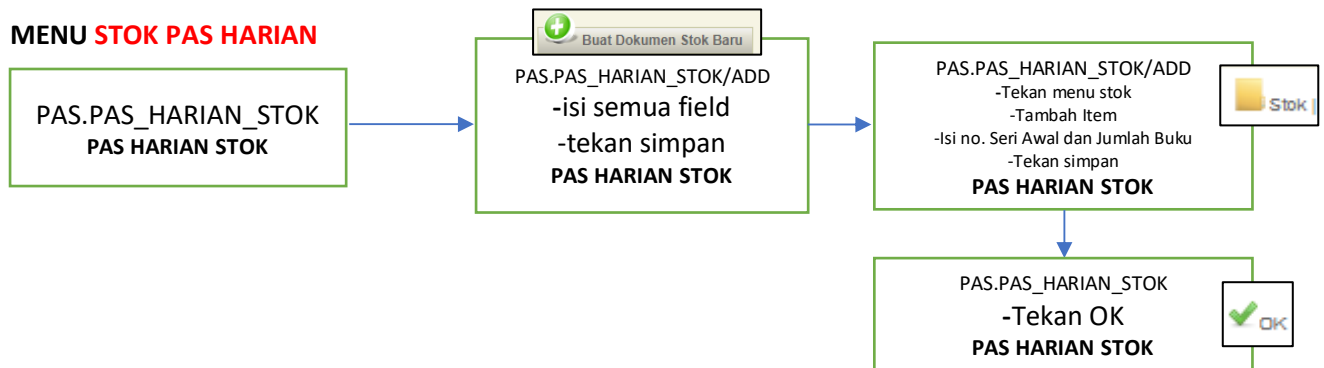 MENU STOK PAS HARIAN
PAS.PAS_HARIAN_STOK
PAS HARIAN STOK
Buat Dokumen Stok Baru
PAS.PAS_HARIAN_STOK/ADD
-isi semua field
-tekan simpan
PAS HARIAN STOK
PAS.PAS_HARIAN_STOK/ADD
-Tekan menu stok
-Tambah Item
-Isi no. Seri Awal dan Jumlah Buku
-Tekan simpan
PAS HARIAN STOK
Stok
PAS.PAS_HARIAN_STOK
-Tekan OK
PAS HARIAN STOK
OK